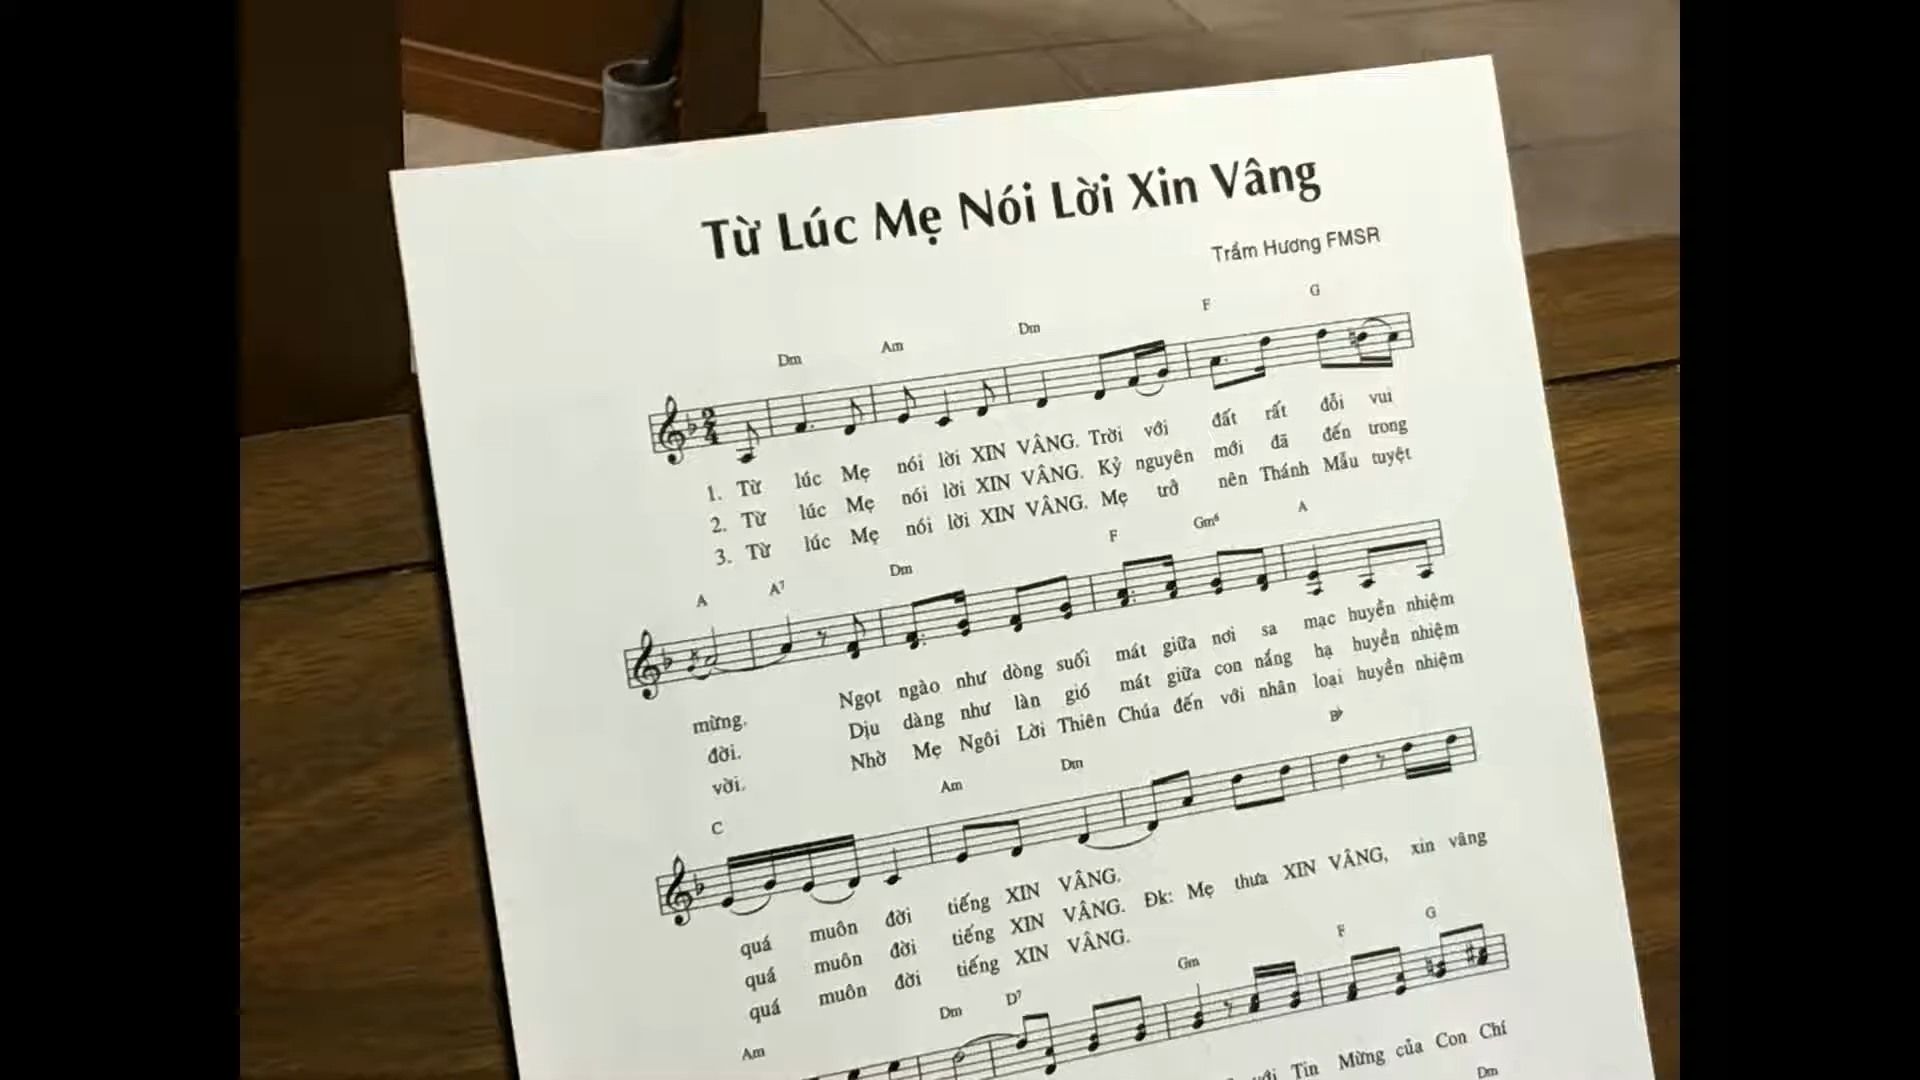 Từ Lúc Mẹ Nói Lời Xin Vâng
Trầm Hương FMSR
Dm Am Dm F G
1. Từ lúc Mẹ nói lời XIN VÂNG. Trời với đất rất đỗi vui
2. Từ lúc Mẹ nói lời XIN VÂNG. Kỷ nguyên mới đã đến trong
3. Từ lúc Mẹ nói lời XIN VÂNG. Mẹ trở nên Thánh Mẫu tuyệt
A A7 Dm F Gm6 A
mừng. Ngọt ngào như dòng suối mát giữa nơi sa mạc huyền nhiệm
đời. Dịu dàng như làn gió mát giữa con nắng hạ huyền nhiệm
vời. Nhờ Mẹ Ngôi Lời Thiên Chúa đến với nhân loại huyền nhiệm
C Am Dm Bb
quá muôn đời tiếng XIN VÂNG.
quá muôn đời tiếng XIN VÂNG. Đk: Mẹ thưa XIN VÂNG, xin vâng
quá muôn đời tiếng XIN VÂNG.
Am Dm D7 Gm F G
Tin Mừng của Con Chí
Dm